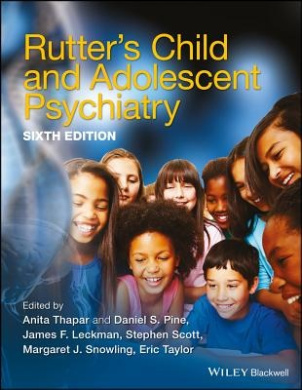 Rutter's Child
and Adolescent
Psychiatry
SIXTH EDITION
Edited by
Anita Thapar and Daniel S. Pine,
James F. Leckman, Stephen Scott,
Margaret J. Snowling, Eric Taylor
WILEY Blackwell